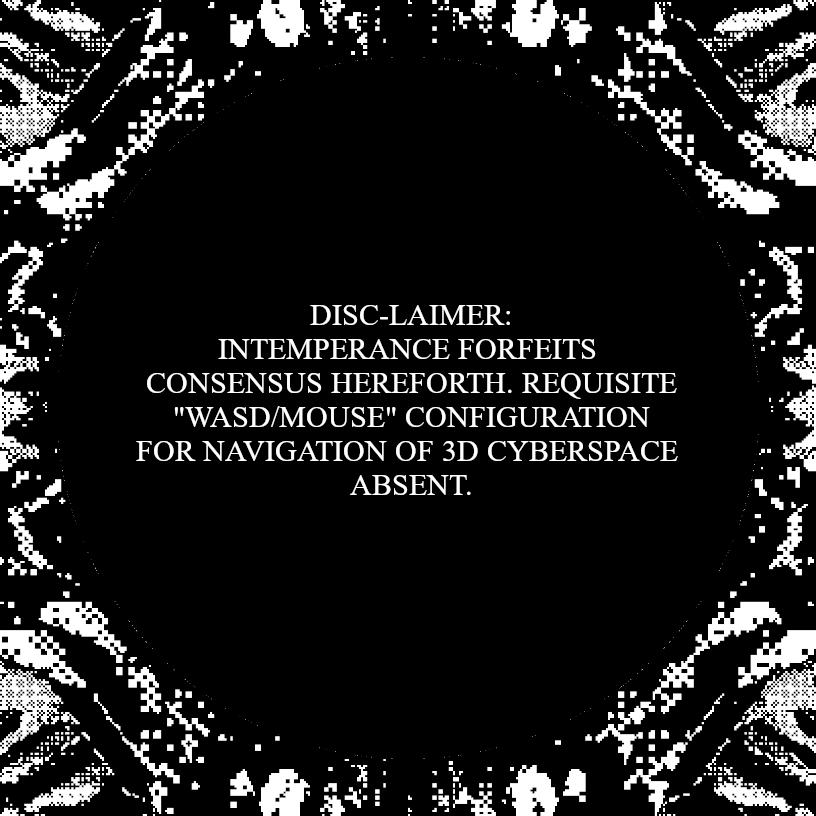 DISC-LAIMER:
INTEMPERANCE FORFEITS
CONSENSUS HEREFORTH. REQUISITE
"WASD/MOUSE" CONFIGURATION
FOR NAVIGATION OF 3D CYBERSPACE
ABSENT.